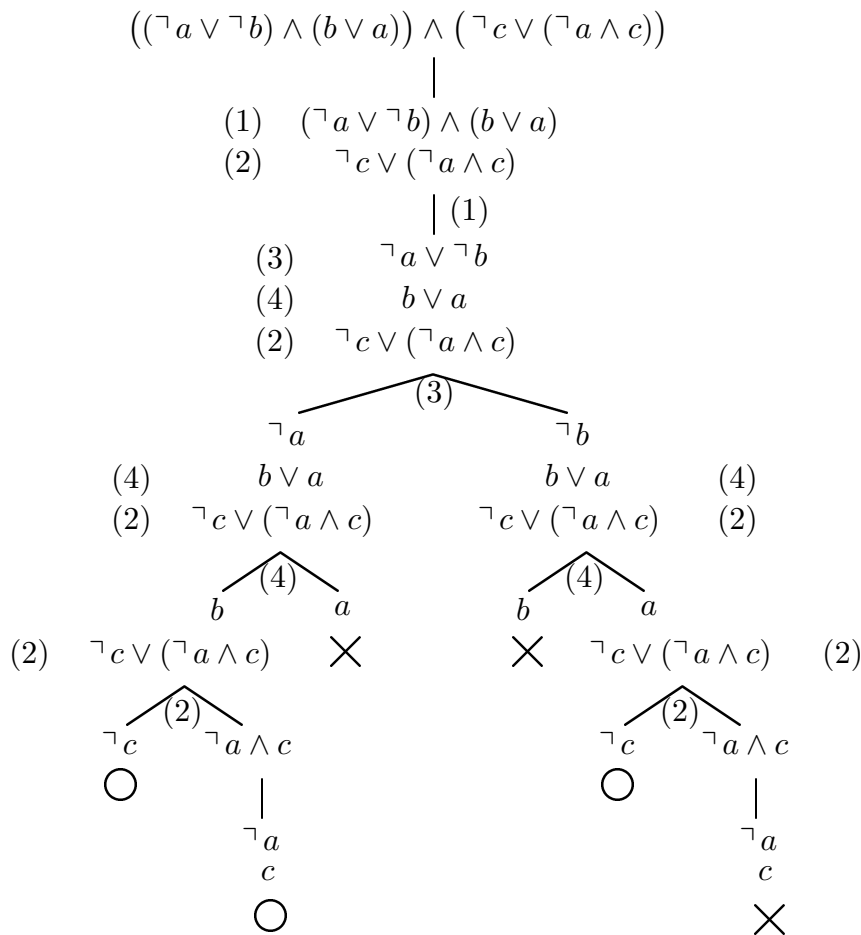 ((¬a ∨ ¬b) ∧ (b ∨ a)) ∧ (¬c ∨ (¬a ∧ c))
(1) (¬a ∨ ¬b) ∧ (b ∨ a)
(2) ¬c ∨ (¬a ∧ c)
(1)
(3) ¬a ∨ ¬b
(4) b ∨ a
(2) ¬c ∨ (¬a ∧ c)
(3)
¬a ¬b
(4) b ∨ a b ∨ a (4)
(2) ¬c ∨ (¬a ∧ c) ¬c ∨ (¬a ∧ c) (2)
(4) (4)
b a b a
(2) ¬c ∨ (¬a ∧ c) ¬c ∨ (¬a ∧ c) (2)
(2) (2)
¬c ¬a ∧ c ¬c ¬a ∧ c
¬a ¬a
c c